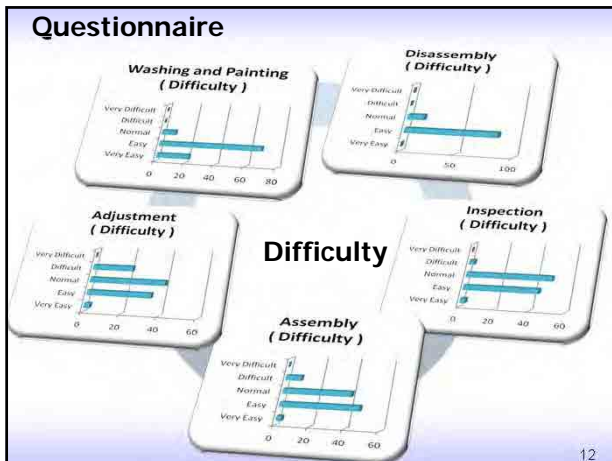 Questionnaire
Washing and Painting
( Difficulty )
Very Difficult
Difficult
Normal
Easy
Very Easy
0 20 40 60 80
Disassembly
( Difficulty )
Very Difficult
Difficult
Normal
Easy
Very Easy
0 50 100
Adjustment
( Difficulty )
Very Difficult
Difficult
Normal
Easy
Very Easy
0 20 40 60
Difficulty
Inspection
( Difficulty )
Very Difficult
Difficult
Normal
Easy
Very Easy
0 20 40 60
Assembly
( Difficulty )
Very Difficult
Difficult
Normal
Easy
Very Easy
0 20 40 60
12